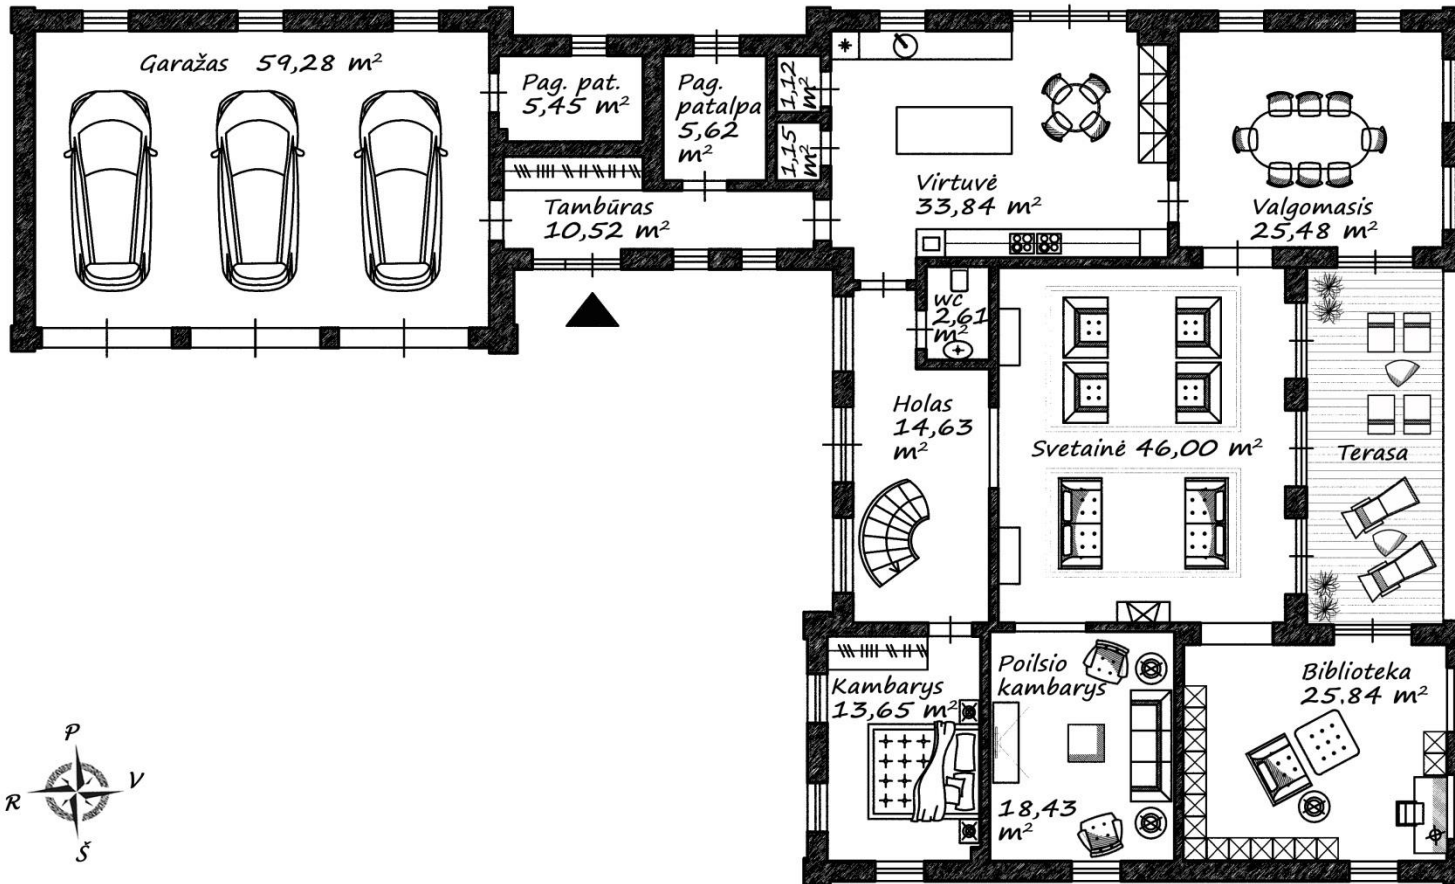 Garažas 59,28 m²
Pag. pat.
5,45 m²
Pag.
patalpa
5,62
m²
1,12
m²
1,15
m²
Virtuvė
33,84 m²
Valgomasis
25,48 m²
Tambūras
10,52 m²
wc
2,61
m²
Holas
14,63
m²
Svetainė 46,00 m²
Terasa
Kambarys
13,65 m²
Poilsio
kambarys
18,43
m²
Biblioteka
25.84 m²
P
R
V
Š